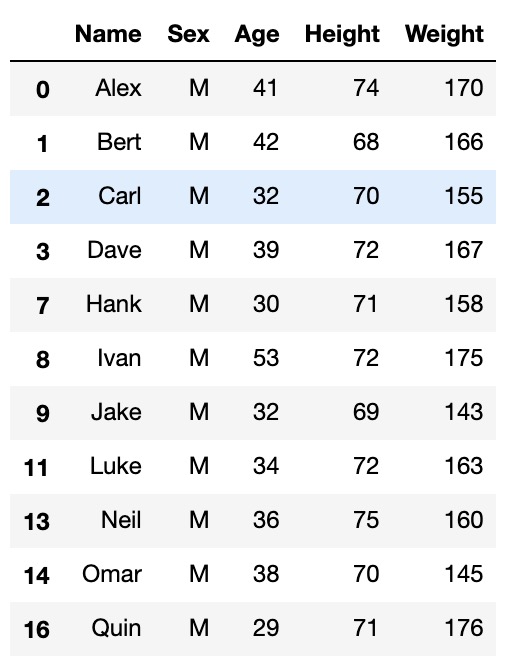 Name Sex Age Height Weight
0 Alex M 41 74 170
1 Bert M 42 68 166
2 Carl M 32 70 155
3 Dave M 39 72 167
7 Hank M 30 71 158
8 Ivan M 53 72 175
9 Jake M 32 69 143
11 Luke M 34 72 163
13 Neil M 36 75 160
14 Omar M 38 70 145
16 Quin M 29 71 176